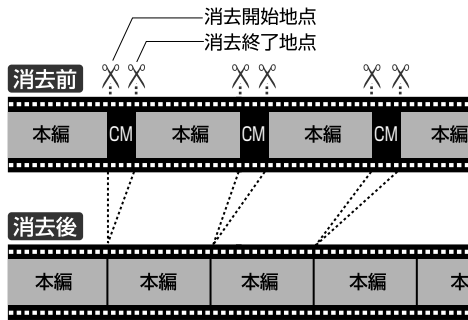 消去開始地点
消去終了地点
消去前
本編 CM 本編 CM 本編 CM 本編
消去後
本編 本編 本編 本編 本